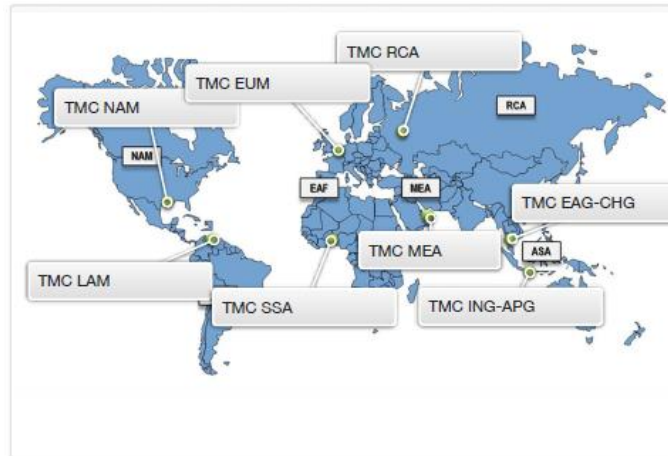 TMC RCA
TMC EUM
TMC NAM
RCA
NAM
EAF
MEA
TMC EAG-CHG
TMC MEA
ASA
TMC LAM
TMC SSA
TMC ING-APG